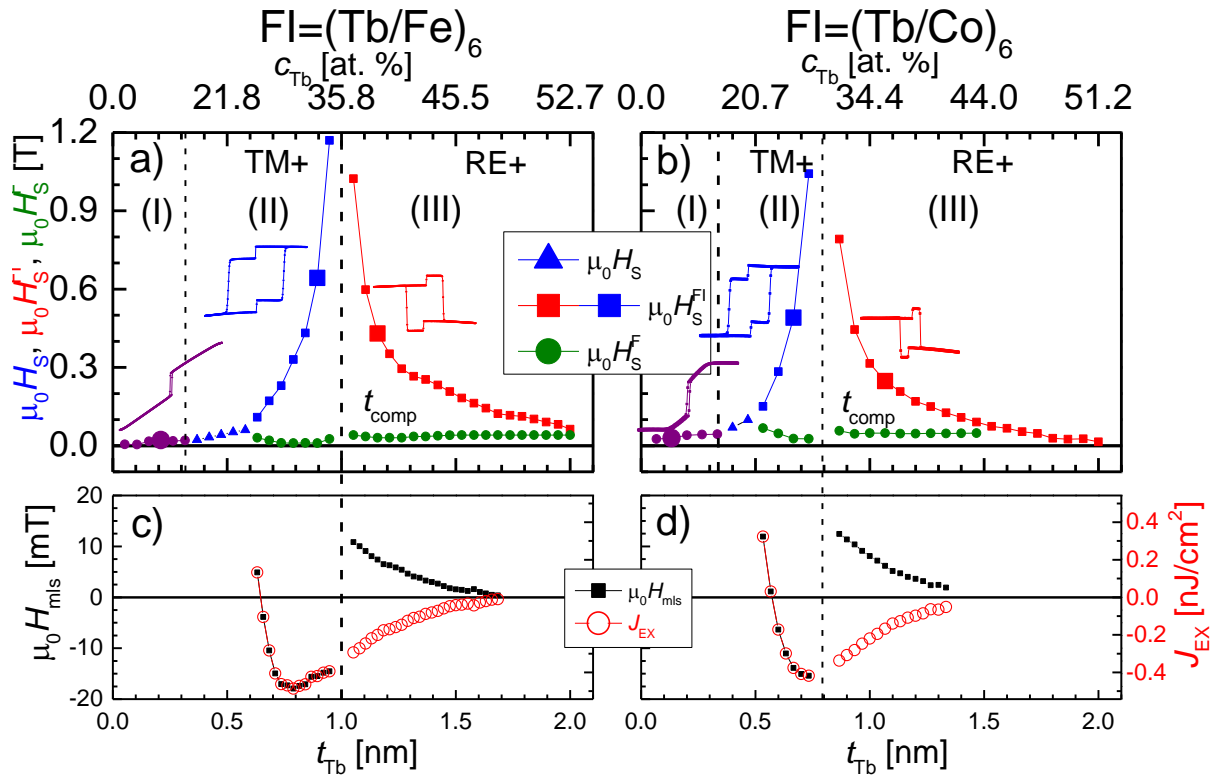 FI=(Tb/Fe)6 FI=(Tb/Co)6
cTb [at. %] cTb [at. %]
0.0 21.8 35.8 45.5 52.7 0.0 20.7 34.4 44.0 51.2
a) TM+ RE+ b) TM+ RE+
(I) (II) (III) (I) (II) (III)
μ0HS, μ0HSFI, μ0HSF [T]
1.2
0.9
0.6
0.3
0.0
μ0HS
μ0HSFI
μ0HSF
tcomp tcomp
c) d)
μ0Hmls [mT]
20
10
0
-10
-20
μ0Hmls
JEX
JEX [nJ/cm2]
0.4
0.2
0.0
-0.2
-0.4
0.0 0.5 1.0 1.5 2.0 0.0 0.5 1.0 1.5 2.0
tTb [nm] tTb [nm]